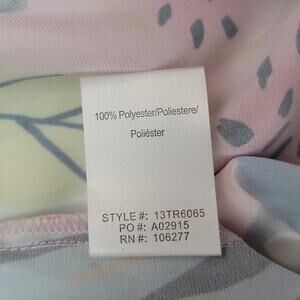 100% Polyester/Poliestere/
Poliéster
STYLE #: 13TR6065
PO #: A02915
RN #: 106277